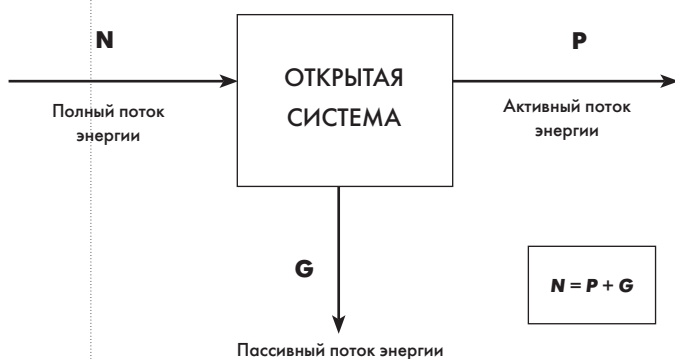 N
P
ОТКРЫТАЯ
СИСТЕМА
Полный поток
энергии
Активный поток
энергии
G
N = P + G
Пассивный поток энергии